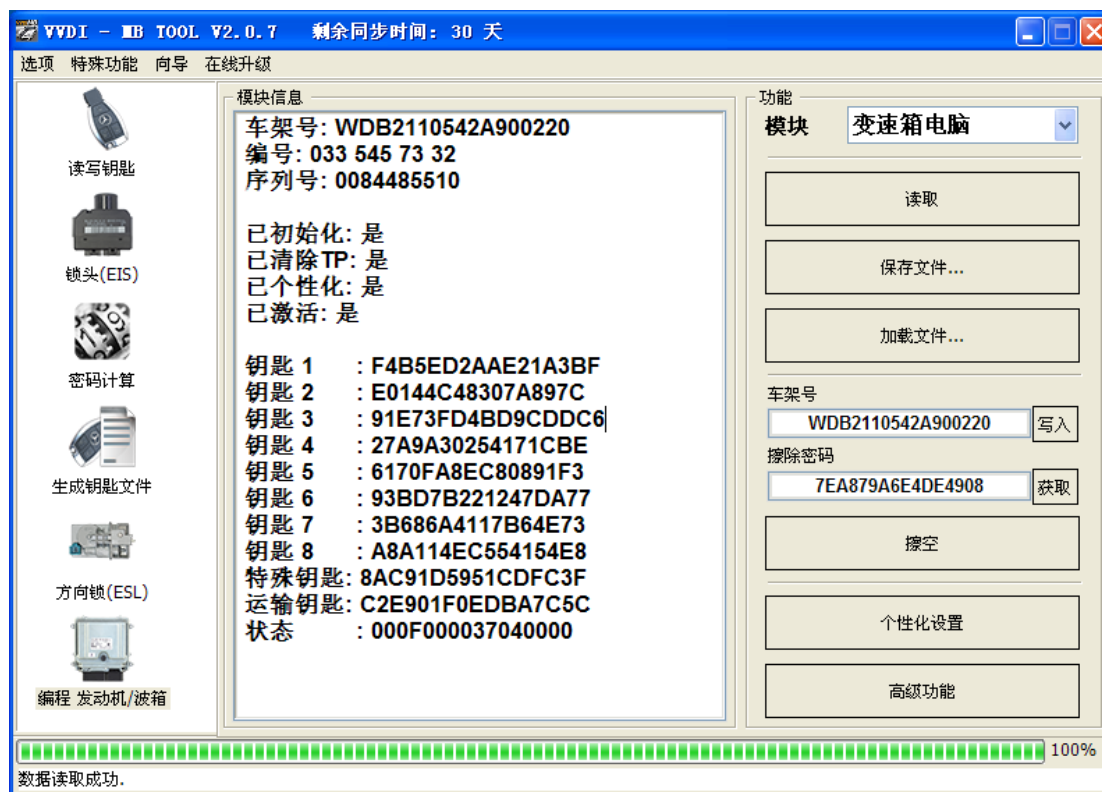 VVDI - MB TOOL V2.0.7 剩余同步时间: 30 天
选项 特殊功能 向导 在线升级
读写钥匙
锁头(EIS)
密码计算
生成钥匙文件
方向锁(ESL)
编程 发动机/波箱
模块信息
车架号: WDB2110542A900220
编号: 033 545 73 32
序列号: 0084485510
已初始化: 是
已清除TP: 是
已个性化: 是
已激活: 是
钥匙 1 : F4B5ED2AAE21A3BF
钥匙 2 : E0144C48307A897C
钥匙 3 : 91E73FD4BD9CDDC6
钥匙 4 : 27A9A30254171CBE
钥匙 5 : 6170FA8EC80891F3
钥匙 6 : 93BD7B221247DA77
钥匙 7 : 3B686A4117B64E73
钥匙 8 : A8A114EC554154E8
特殊钥匙: 8AC91D5951CDFC3F
运输钥匙: C2E901F0EDBA7C5C
状态 : 000F000037040000
功能
模块 变速箱电脑
读取
保存文件...
加载文件...
车架号
WDB2110542A900220 写入
擦除密码
7EA879A6E4DE4908 获取
擦空
个性化设置
高级功能
100%
数据读取成功.